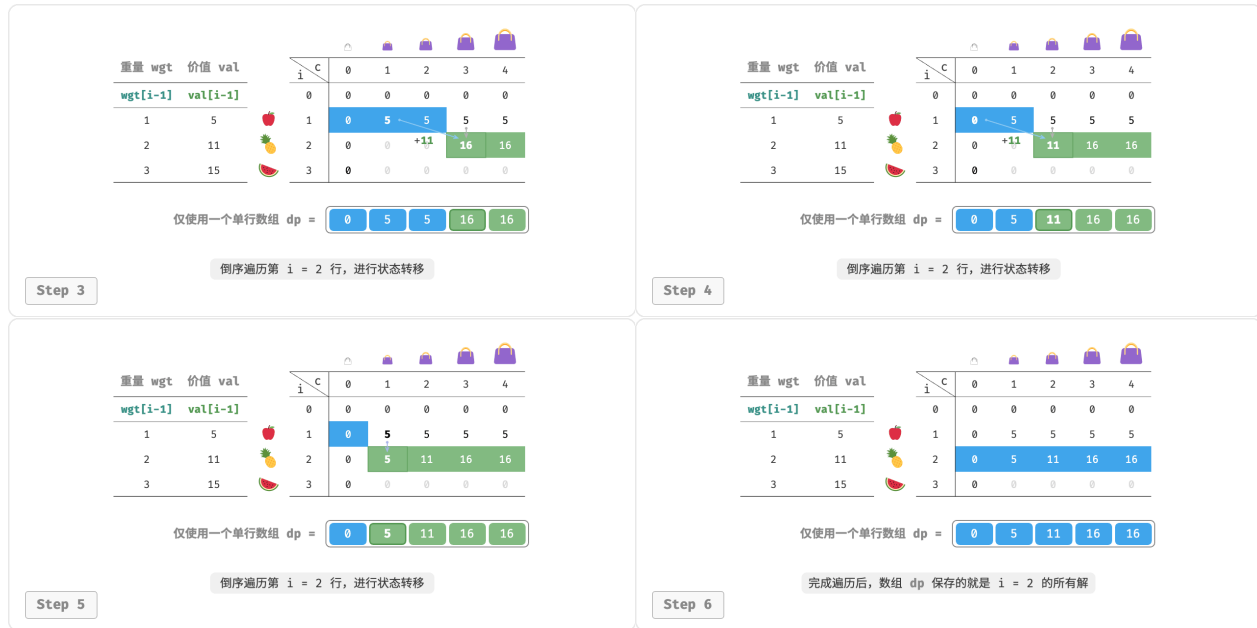 重量 wgt 价值 val
i C 0 1 2 3 4
wgt[i-1] val[i-1]
0 0 0 0 0 0
1 5 1 0 5 5 5 5
+11
2 11 2 0 0 0 16 16
3 15 3 0 0 0 0 0
仅使用一个单行数组 dp = 0 5 5 16 16
倒序遍历第 i = 2 行，进行状态转移
Step 3
重量 wgt 价值 val
i C 0 1 2 3 4
wgt[i-1] val[i-1]
0 0 0 0 0 0
1 5 1 0 5 5 5 5
+11
2 11 2 0 0 11 16 16
3 15 3 0 0 0 0 0
仅使用一个单行数组 dp = 0 5 11 16 16
倒序遍历第 i = 2 行，进行状态转移
Step 4
重量 wgt 价值 val
i C 0 1 2 3 4
wgt[i-1] val[i-1]
0 0 0 0 0 0
1 5 1 0 5 5 5 5
2 11 2 0 5 11 16 16
3 15 3 0 0 0 0 0
仅使用一个单行数组 dp = 0 5 11 16 16
倒序遍历第 i = 2 行，进行状态转移
Step 5
重量 wgt 价值 val
i C 0 1 2 3 4
wgt[i-1] val[i-1]
0 0 0 0 0 0
1 5 1 0 5 5 5 5
2 11 2 0 5 11 16 16
3 15 3 0 0 0 0 0
仅使用一个单行数组 dp = 0 5 11 16 16
完成遍历后，数组 dp 保存的就是 i = 2 的所有解
Step 6